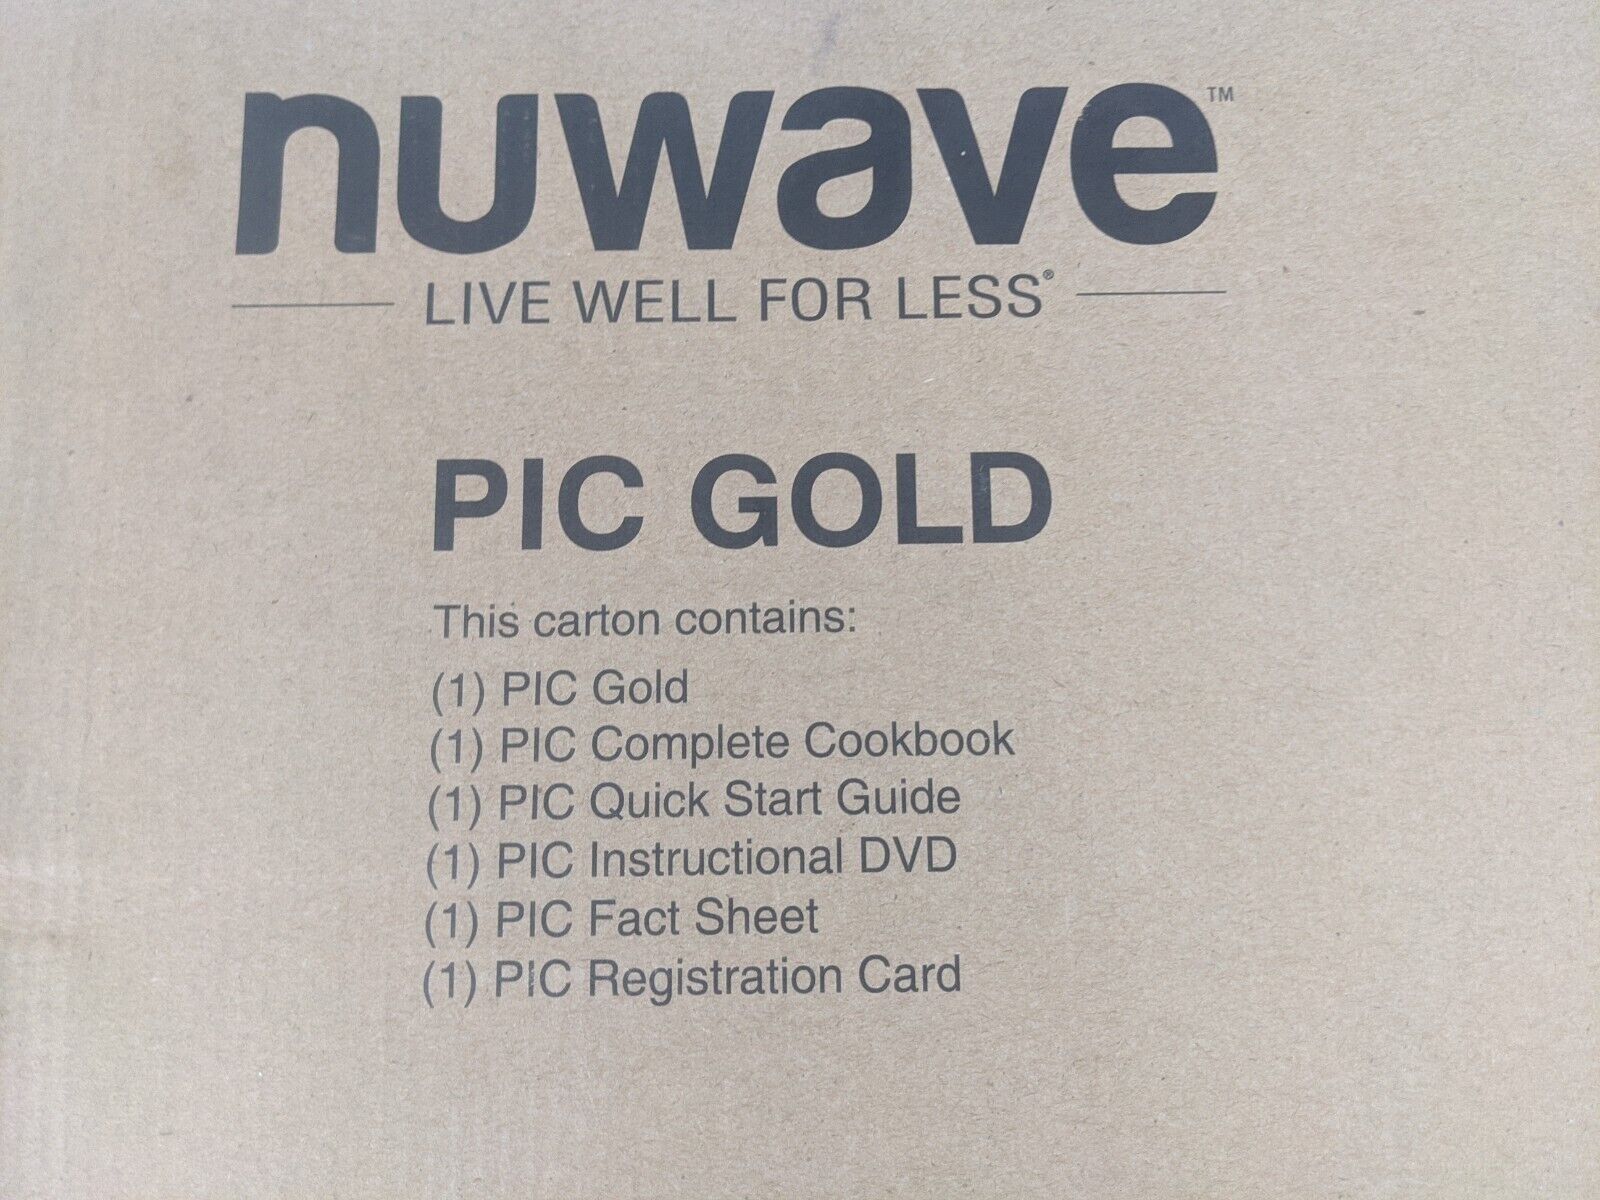 nuwave™
LIVE WELL FOR LESS®
PIC GOLD
This carton contains:
(1) PIC Gold
(1) PIC Complete Cookbook
(1) PIC Quick Start Guide
(1) PIC Instructional DVD
(1) PIC Fact Sheet
(1) PIC Registration Card